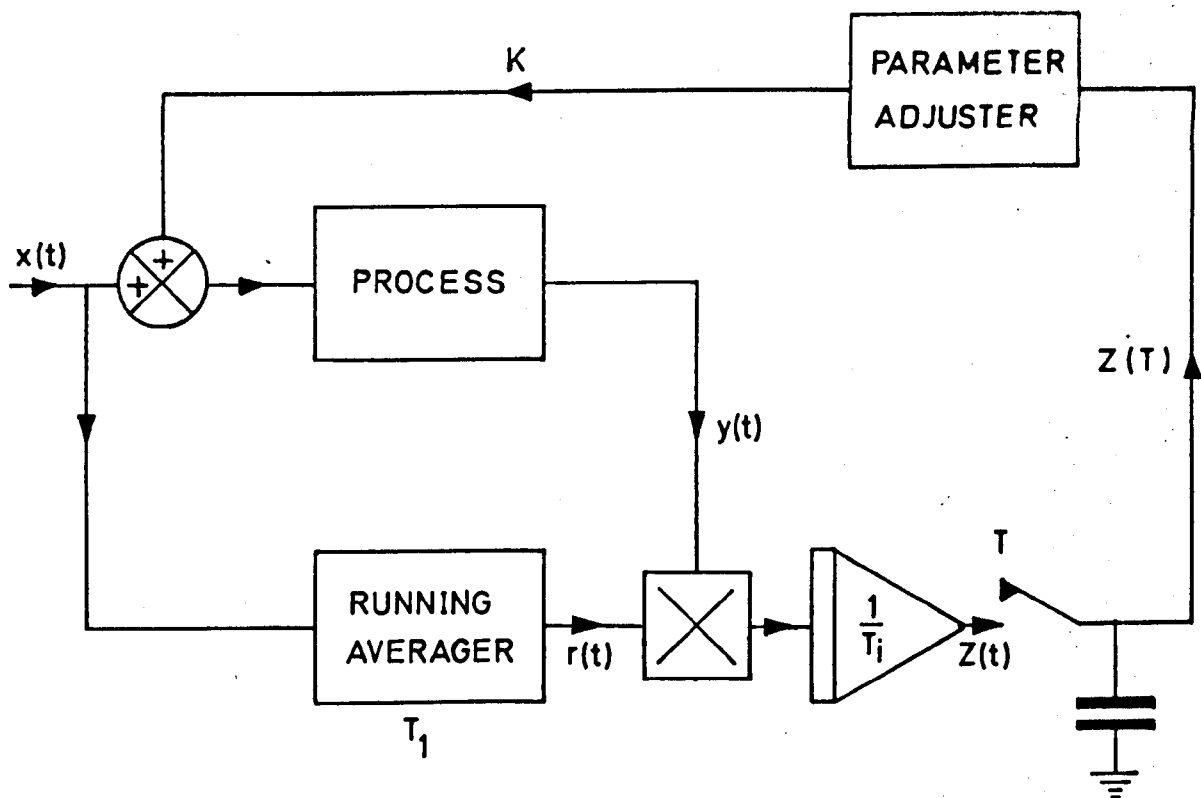 K
PARAMETER
ADJUSTER
x(t)
+
+
PROCESS
Z(T)
y(t)
T
RUNNING
AVERAGER
r(t)
1
Ti
Z(t)
T1